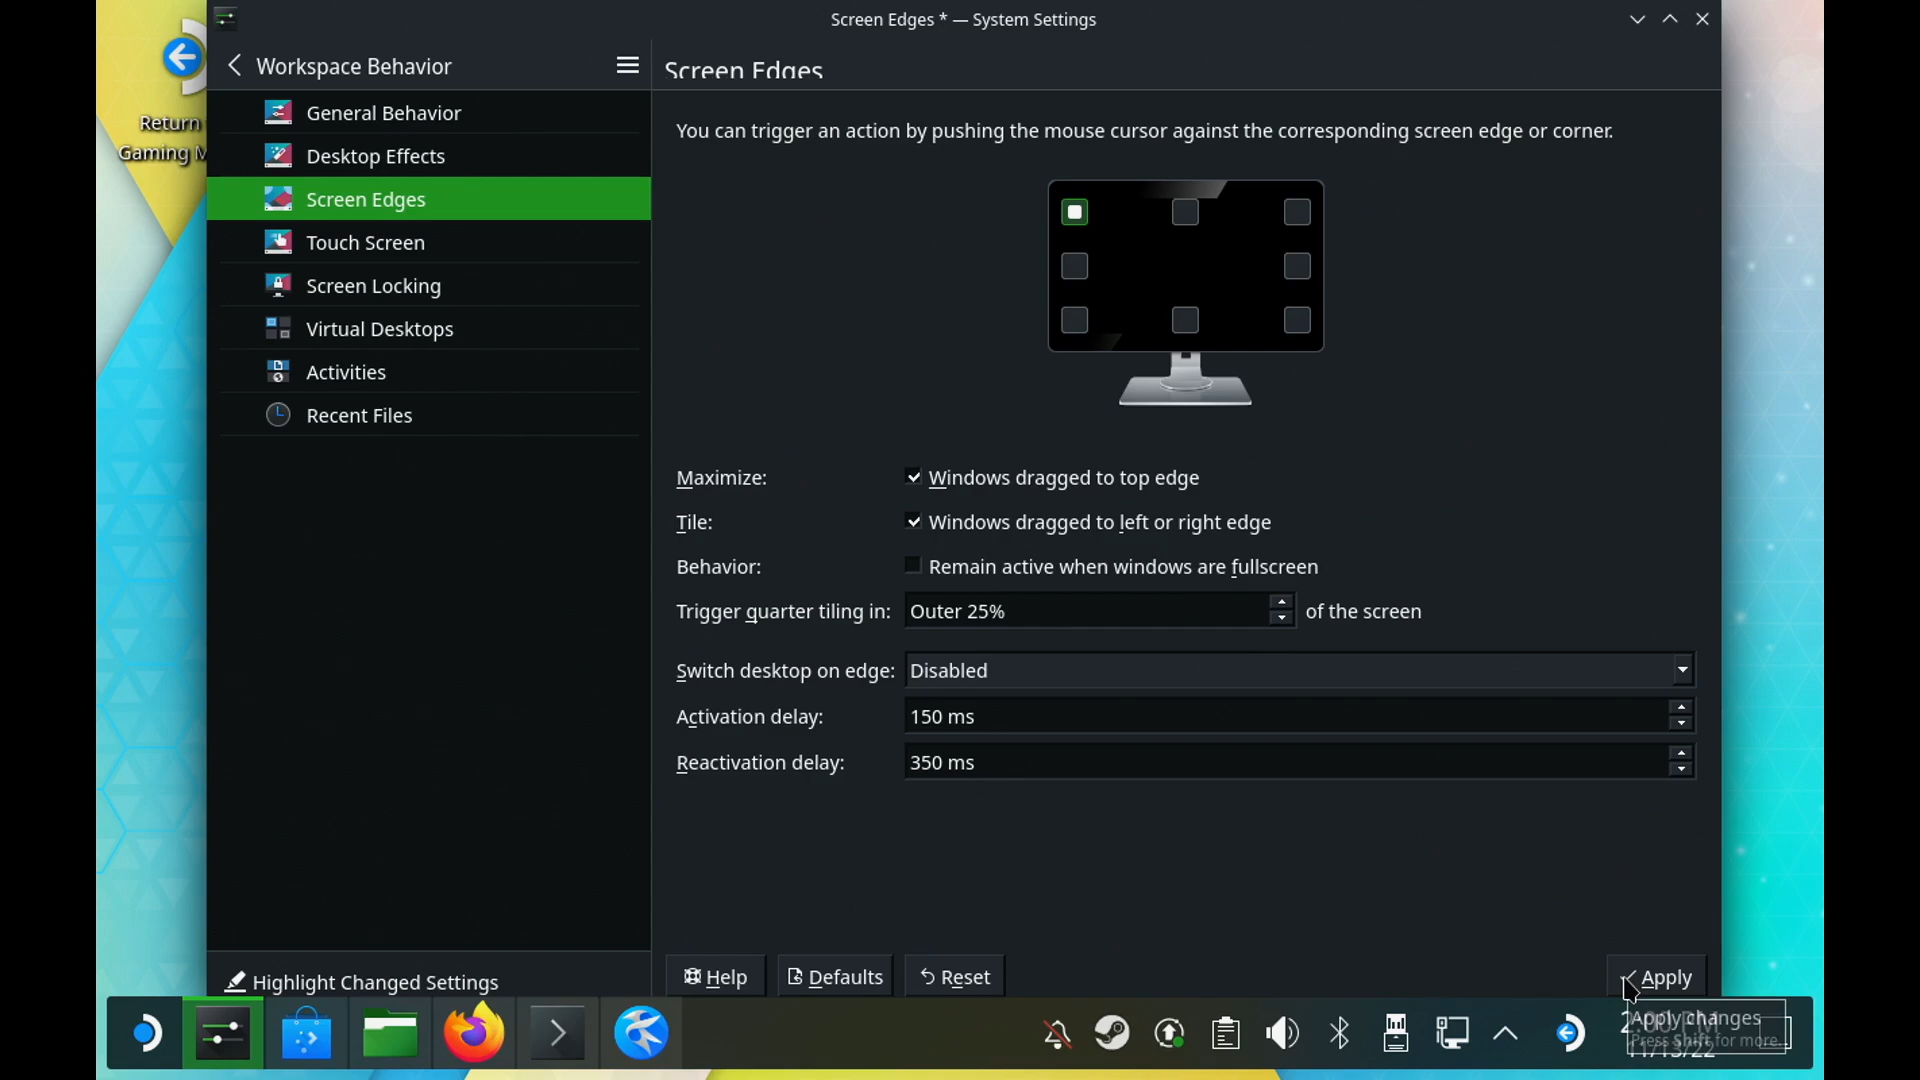 Screen Edges * — System Settings
Return
Gaming M
Workspace Behavior
General Behavior
Desktop Effects
Screen Edges
Touch Screen
Screen Locking
Virtual Desktops
Activities
Recent Files
Highlight Changed Settings
Screen Edges
You can trigger an action by pushing the mouse cursor against the corresponding screen edge or corner.
Maximize: Windows dragged to top edge
Tile: Windows dragged to left or right edge
Behavior: Remain active when windows are fullscreen
Trigger quarter tiling in: Outer 25% of the screen
Switch desktop on edge: Disabled
Activation delay: 150 ms
Reactivation delay: 350 ms
Help Defaults Reset Apply
Apply changes
Press Shift for more...
11/13/22